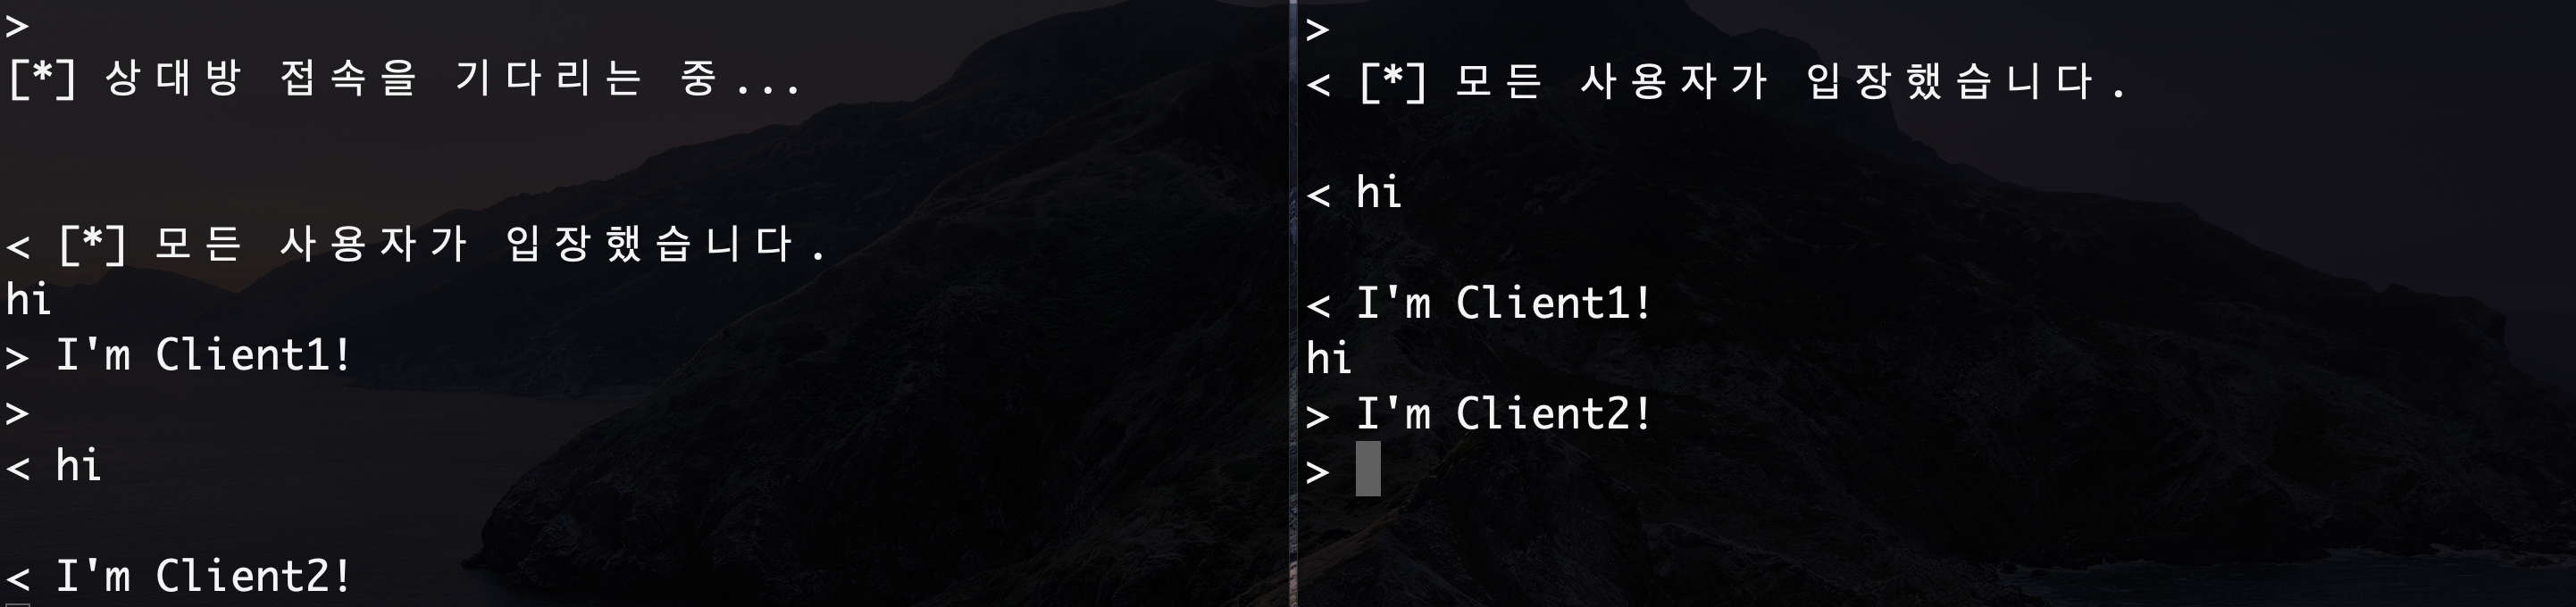 >
[*] 상대방 접속을 기다리는 중...
< [*] 모든 사용자가 입장했습니다.
hi
> I'm Client1!
>
< hi
< I'm Client2!
>
< [*] 모든 사용자가 입장했습니다.
< hi
< I'm Client1!
hi
> I'm Client2!
>